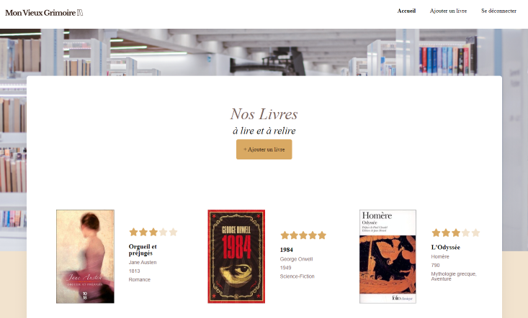 Mon Vieux Grimoire
Accueil
Ajouter un livre
Se déconnecter
Nos Livres
à lire et à relire
+ Ajouter un livre
Jane Austen
Orgueil et
préjugés
Jane Austen
1813
Romance
GEORGE ORWELL
1984
1984
George Orwell
1949
Science-Fiction
Homère
Odyssée
L'Odyssée
Homère
790
Mythologie grecque,
Aventure